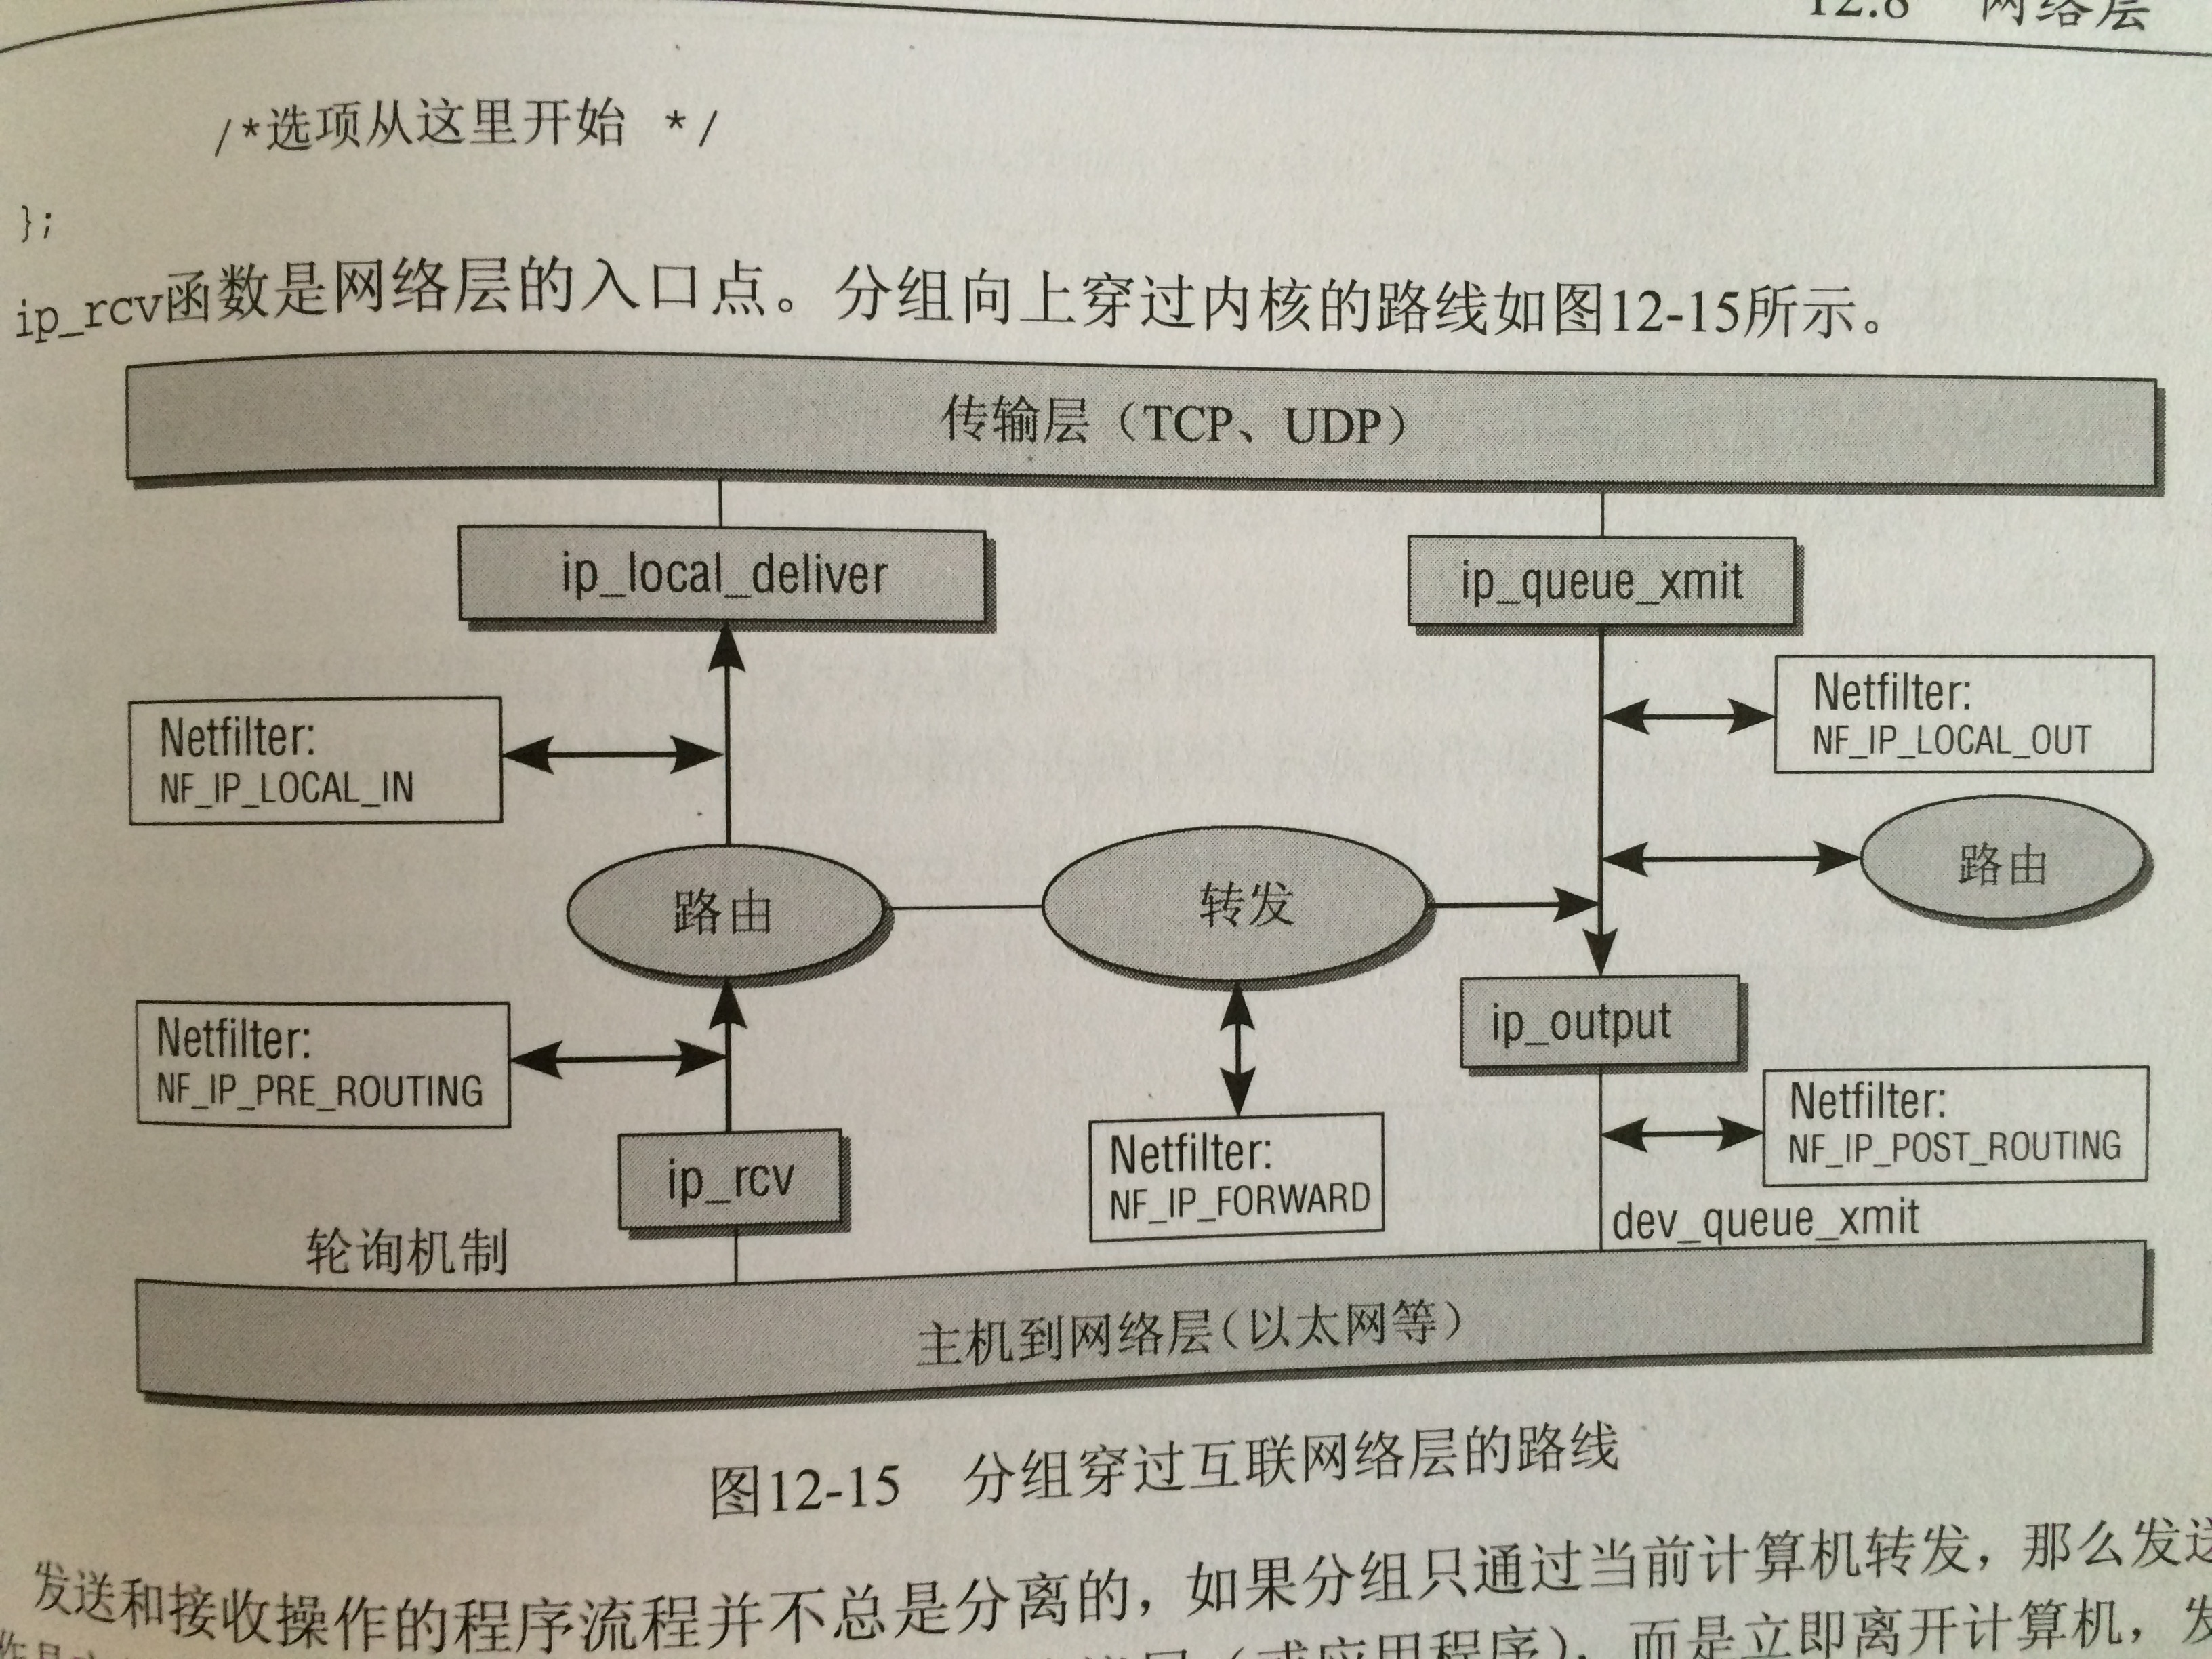 12.8 网络层
/*选项从这里开始 */
};
ip_rcv函数是网络层的入口点。分组向上穿过内核的路线如图12-15所示。
传输层（TCP、UDP）
ip_local_deliver
ip_queue_xmit
Netfilter:
NF_IP_LOCAL_IN
Netfilter:
NF_IP_LOCAL_OUT
路由
转发
路由
Netfilter:
NF_IP_PRE_ROUTING
ip_output
ip_rcv
Netfilter:
NF_IP_FORWARD
Netfilter:
NF_IP_POST_ROUTING
轮询机制
dev_queue_xmit
主机到网络层（以太网等）
图12-15 分组穿过互联网络层的路线
发送和接收操作的程序流程并不总是分离的，如果分组只通过当前计算机转发，那么发送
（或应用程序），而是立即离开计算机，发